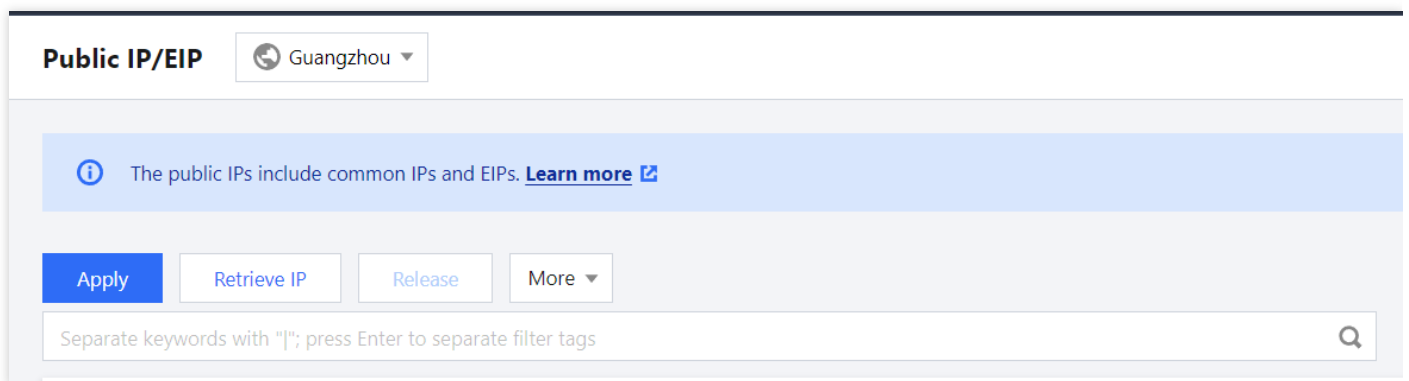 Public IP/EIP Guangzhou
The public IPs include common IPs and EIPs. Learn more
Apply Retrieve IP Release More
Separate keywords with "|"; press Enter to separate filter tags